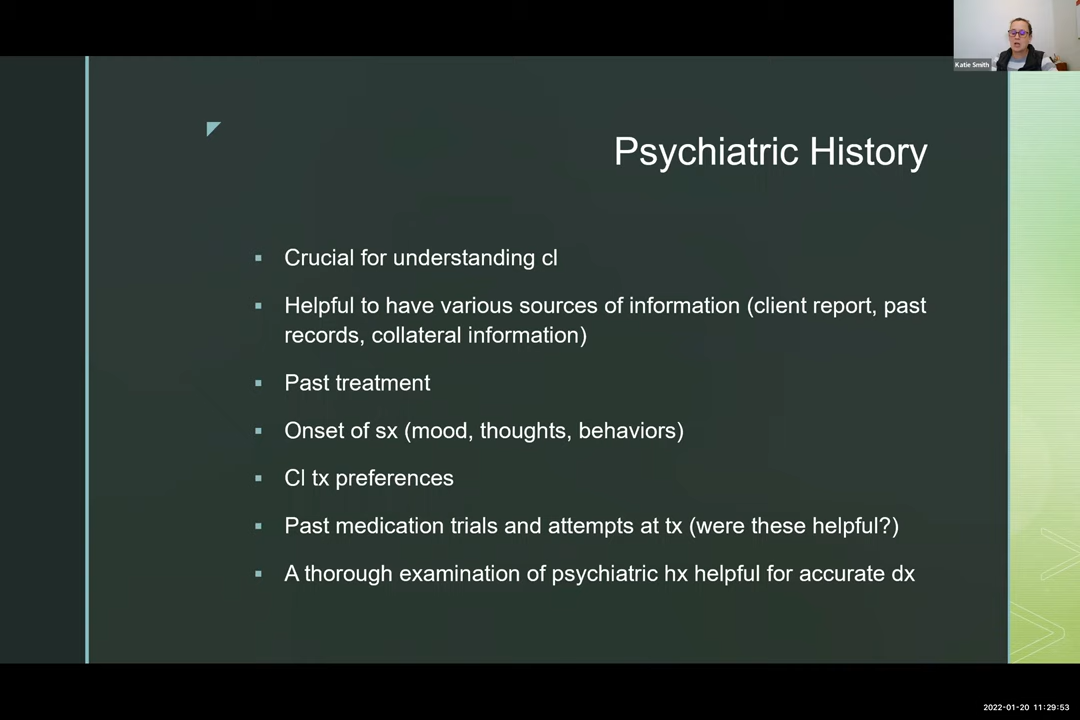 Katie Smith
Psychiatric History
Crucial for understanding cl
Helpful to have various sources of information (client report, past
records, collateral information)
Past treatment
Onset of sx (mood, thoughts, behaviors)
Cl tx preferences
Past medication trials and attempts at tx (were these helpful?)
A thorough examination of psychiatric hx helpful for accurate dx
2022-01-20 11:29:53